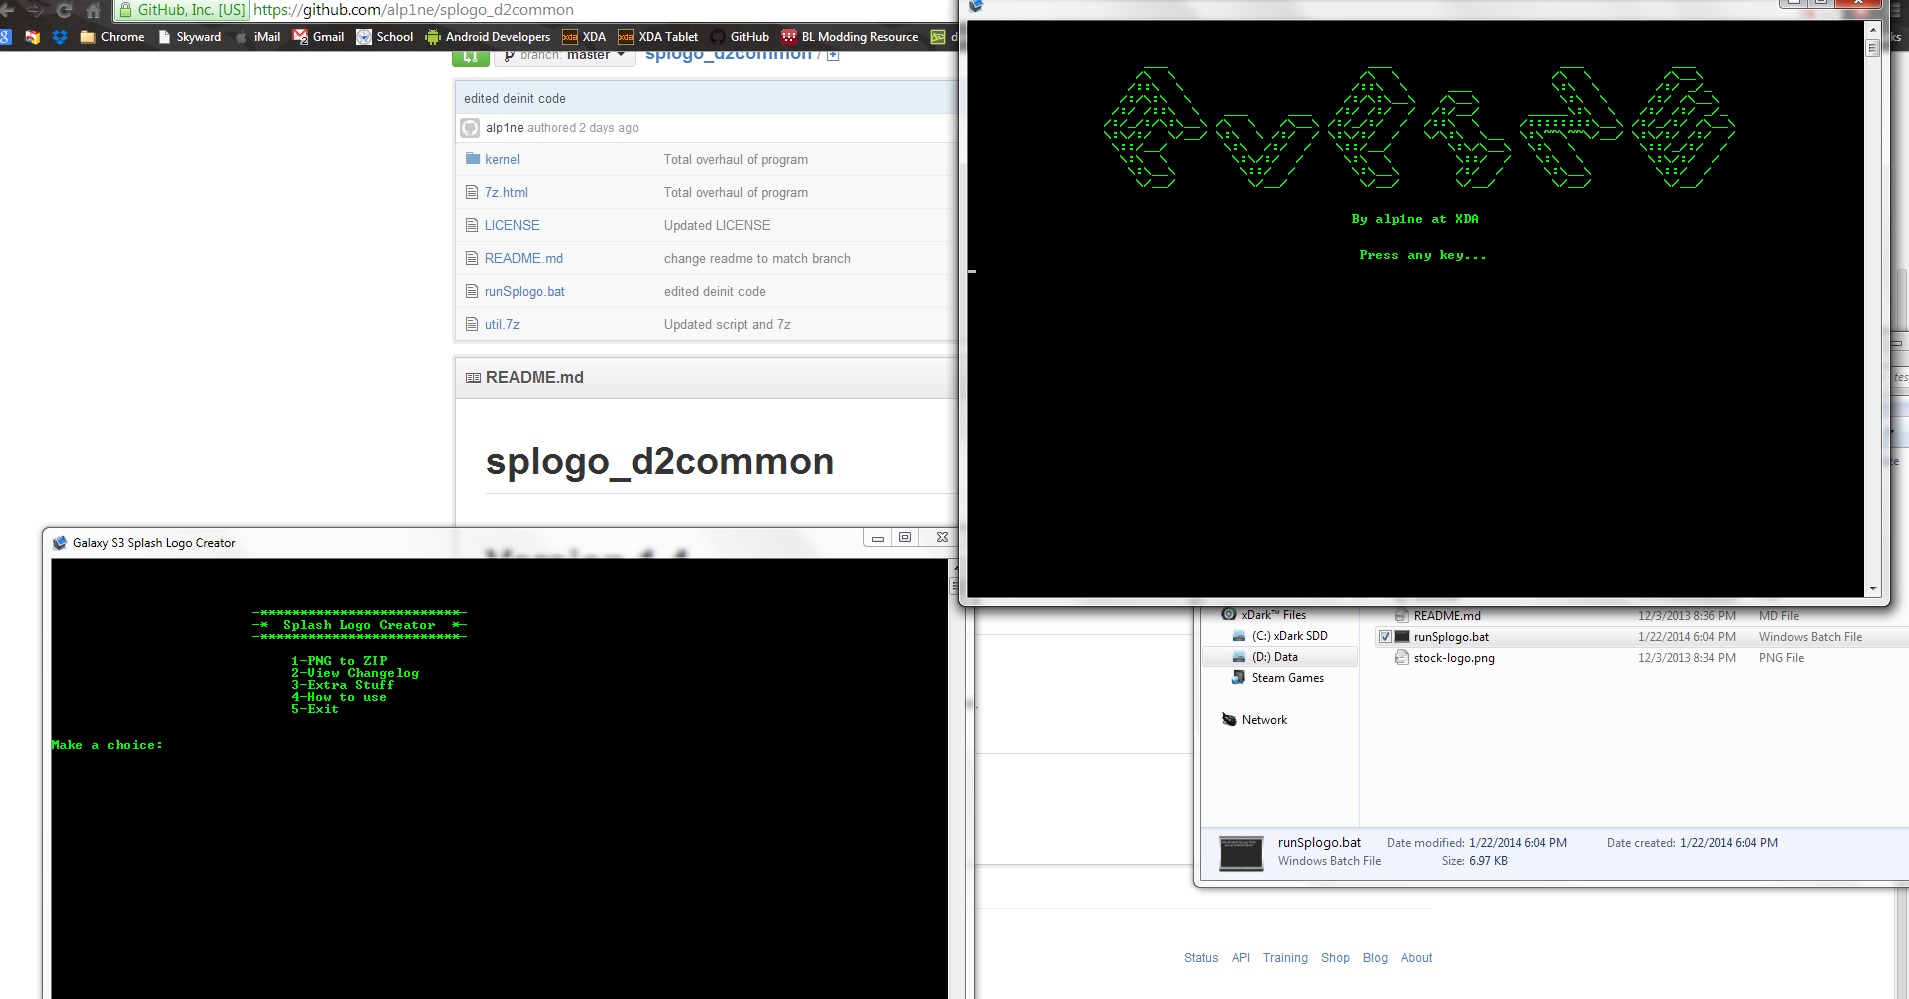 GitHub, Inc. [US] https://github.com/alp1ne/splogo_d2common
Chrome Skyward iMail Gmail School Android Developers XDA XDA Tablet GitHub BL Modding Resource
branch: master splogo_d2common /
edited deinit code
alp1ne authored 2 days ago
kernel Total overhaul of program
7z.html Total overhaul of program
LICENSE Updated LICENSE
README.md change readme to match branch
runSplogo.bat edited deinit code
util.7z Updated script and 7z
README.md
splogo_d2common
By alp1ne at XDA
Press any key...
Galaxy S3 Splash Logo Creator
-*************************-
-* Splash Logo Creator *-
-*************************-
1-PNG to ZIP
2-View Changelog
3-Extra Stuff
4-How to use
5-Exit
Make a choice:
xDark™ Files
(C:) xDark SDD
(D:) Data
Steam Games
Network
README.md 12/3/2013 8:36 PM MD File
runSplogo.bat 1/22/2014 6:04 PM Windows Batch File
stock-logo.png 12/3/2013 8:34 PM PNG File
runSplogo.bat Date modified: 1/22/2014 6:04 PM Date created: 1/22/2014 6:04 PM
Windows Batch File Size: 6.97 KB
Status API Training Shop Blog About